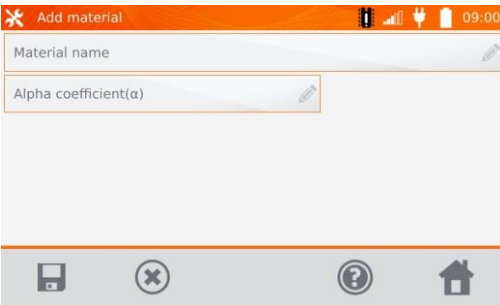 Add material 09:00
Material name
Alpha coefficient(α)
?